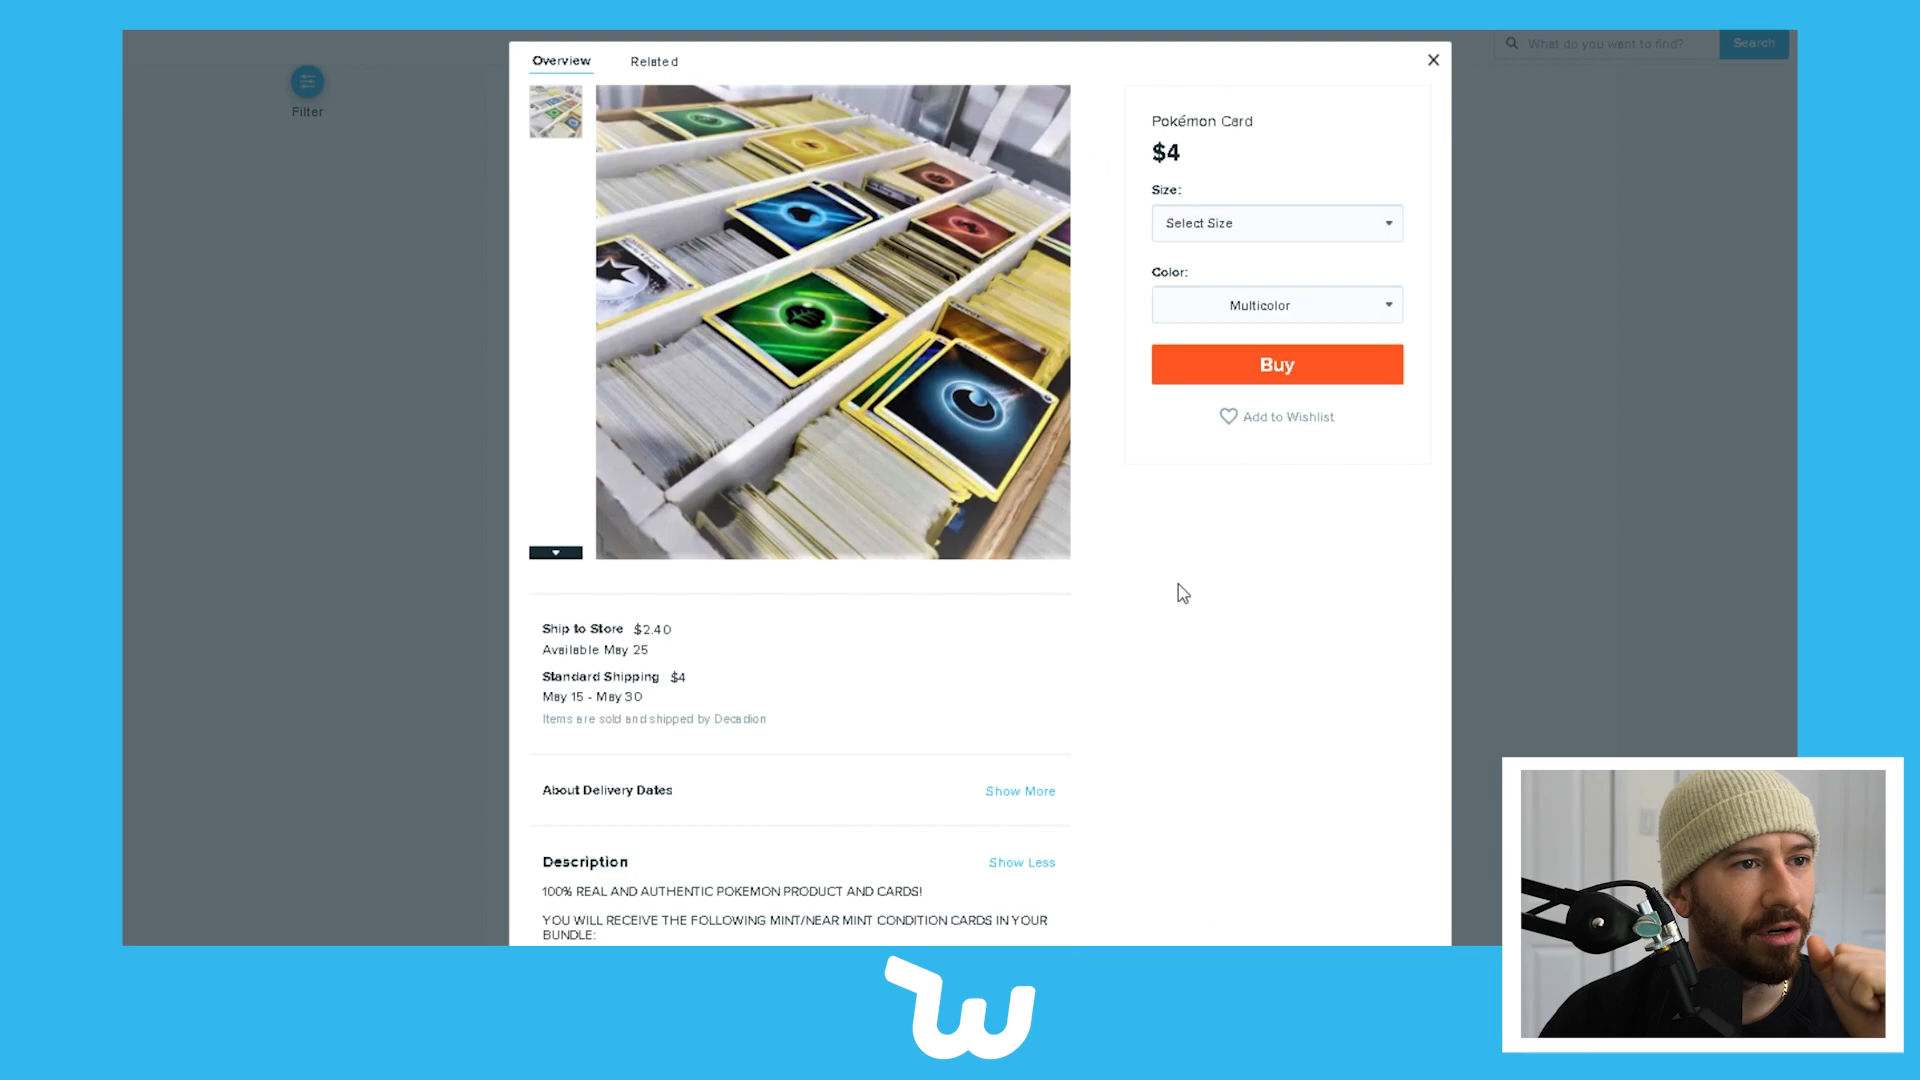 Overview
Related
What do you want to find?
Search
Filter
Pokémon Card
$4
Size:
Select Size
Color:
Multicolor
Buy
Add to Wishlist
ENERGY
Ship to Store $2.40
Available May 25
Standard Shipping $4
May 15 - May 30
Items are sold and shipped by Decadion
About Delivery Dates
Show More
Description
Show Less
100% REAL AND AUTHENTIC POKEMON PRODUCT AND CARDS!
YOU WILL RECEIVE THE FOLLOWING MINT/NEAR MINT CONDITION CARDS IN YOUR
BUNDLE:
w